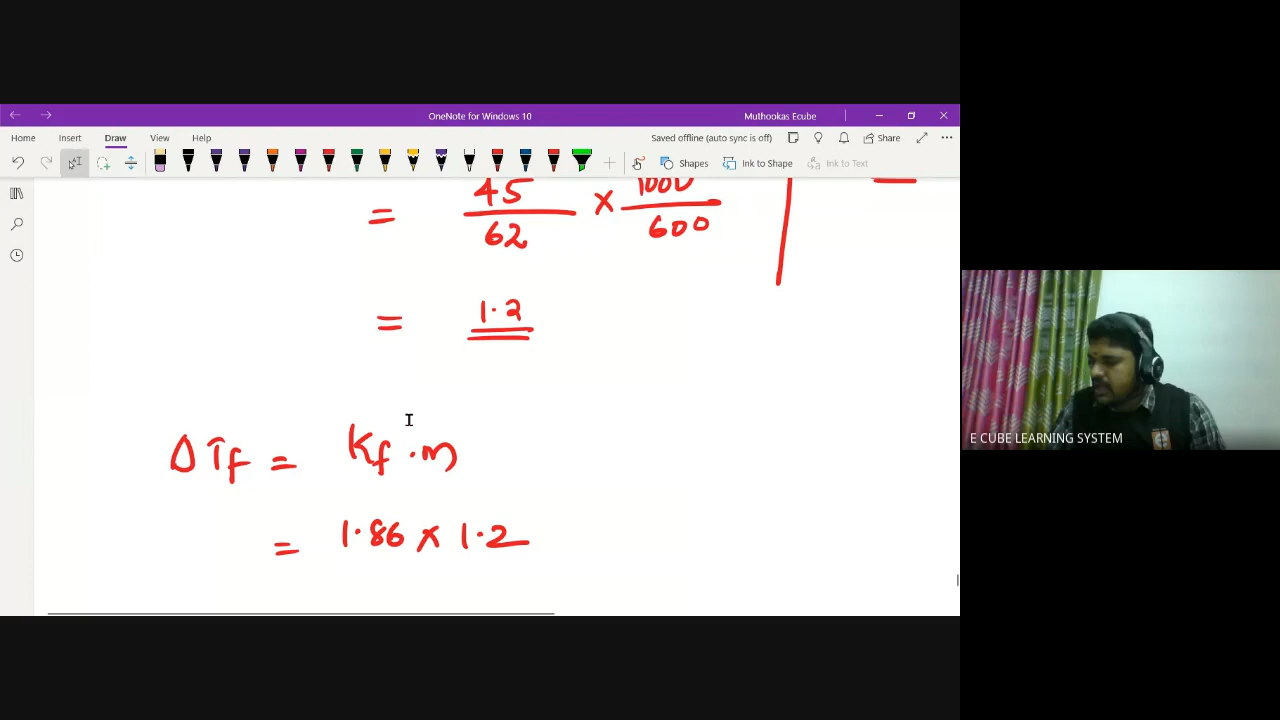 OneNote for Windows 10
Muthookas Ecube
Home Insert Draw View Help
Saved offline (auto sync is off) Share
Shapes Ink to Shape Ink to Text
= 45/62 × 1000/600
= 1.2
ΔTf = Kf . m
= 1.86 × 1.2
E CUBE LEARNING SYSTEM